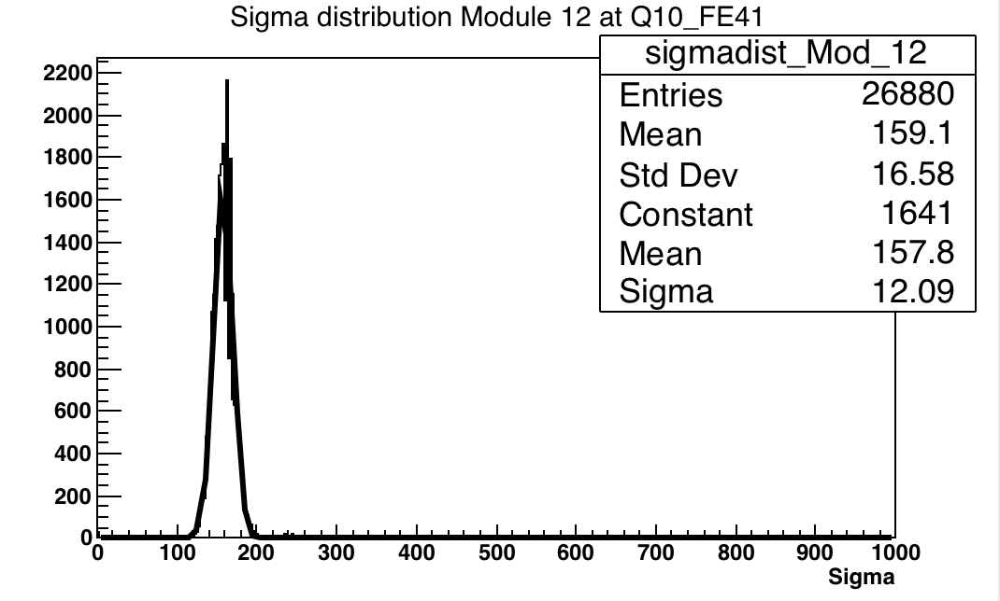 Sigma distribution Module 12 at Q10_FE41
sigmadist_Mod_12
Entries 26880
Mean 159.1
Std Dev 16.58
Constant 1641
Mean 157.8
Sigma 12.09
2200
2000
1800
1600
1400
1200
1000
800
600
400
200
0
0 100 200 300 400 500 600 700 800 900 1000
Sigma